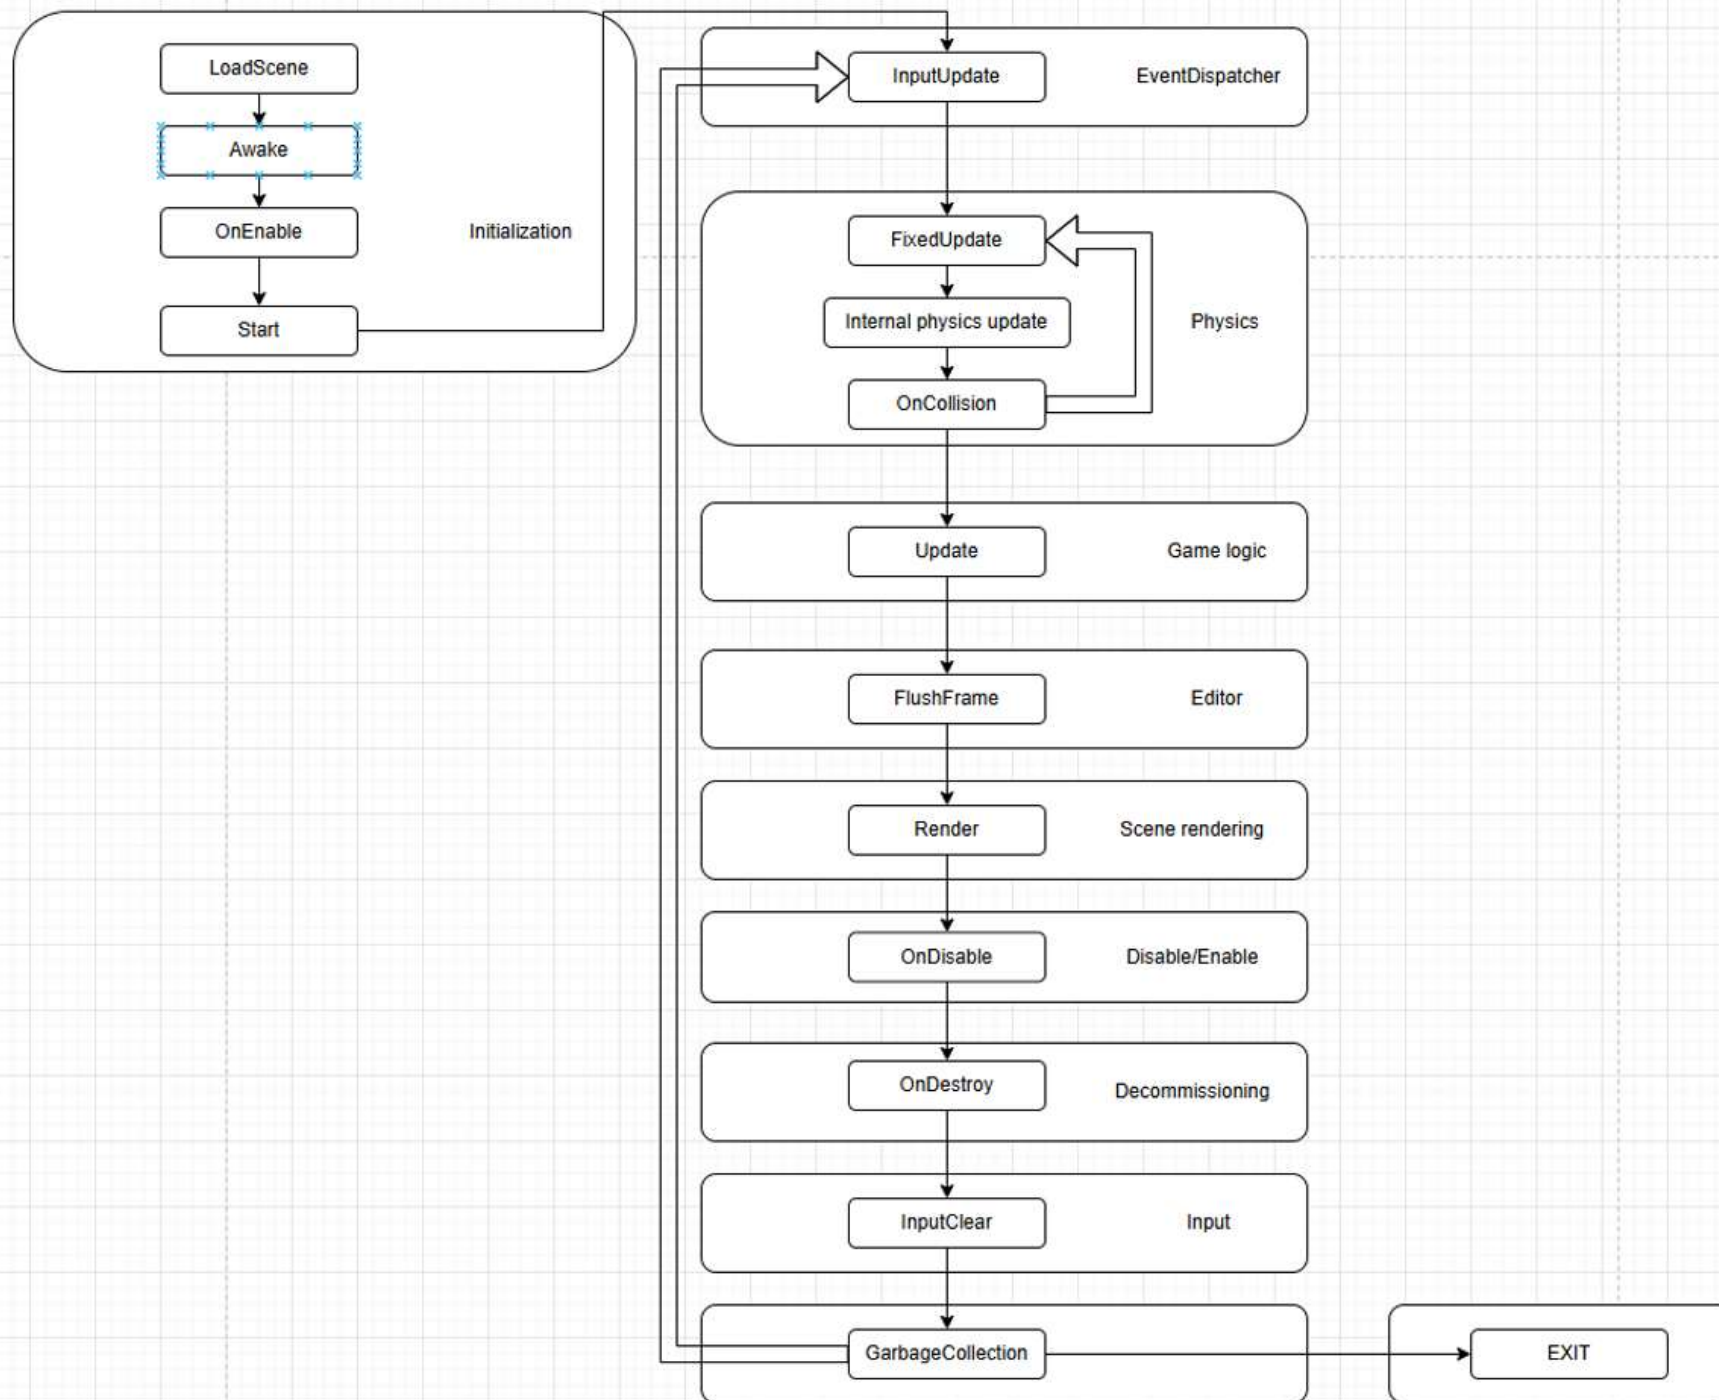 LoadScene
Awake
OnEnable
Initialization
Start
InputUpdate
EventDispatcher
FixedUpdate
Internal physics update
Physics
OnCollision
Update
Game logic
FlushFrame
Editor
Render
Scene rendering
OnDisable
Disable/Enable
OnDestroy
Decommissioning
InputClear
Input
GarbageCollection
EXIT